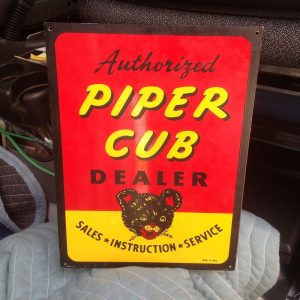 Authorized
PIPER
CUB
DEALER
SALES ★ INSTRUCTION ★ SERVICE